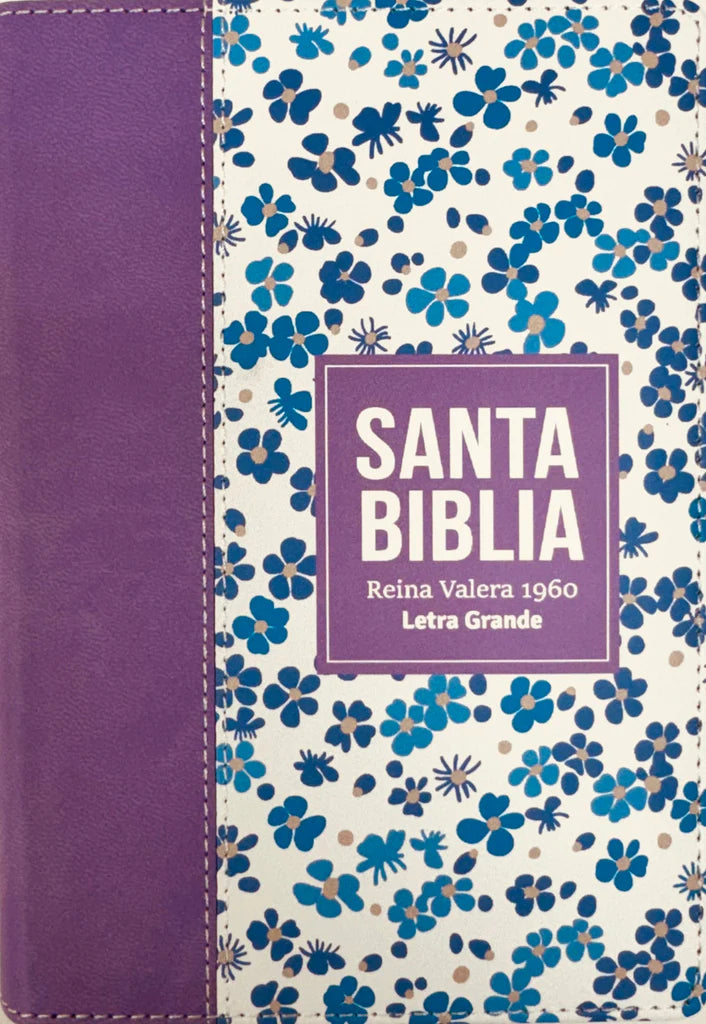 SANTA
BIBLIA
Reina Valera 1960
Letra Grande